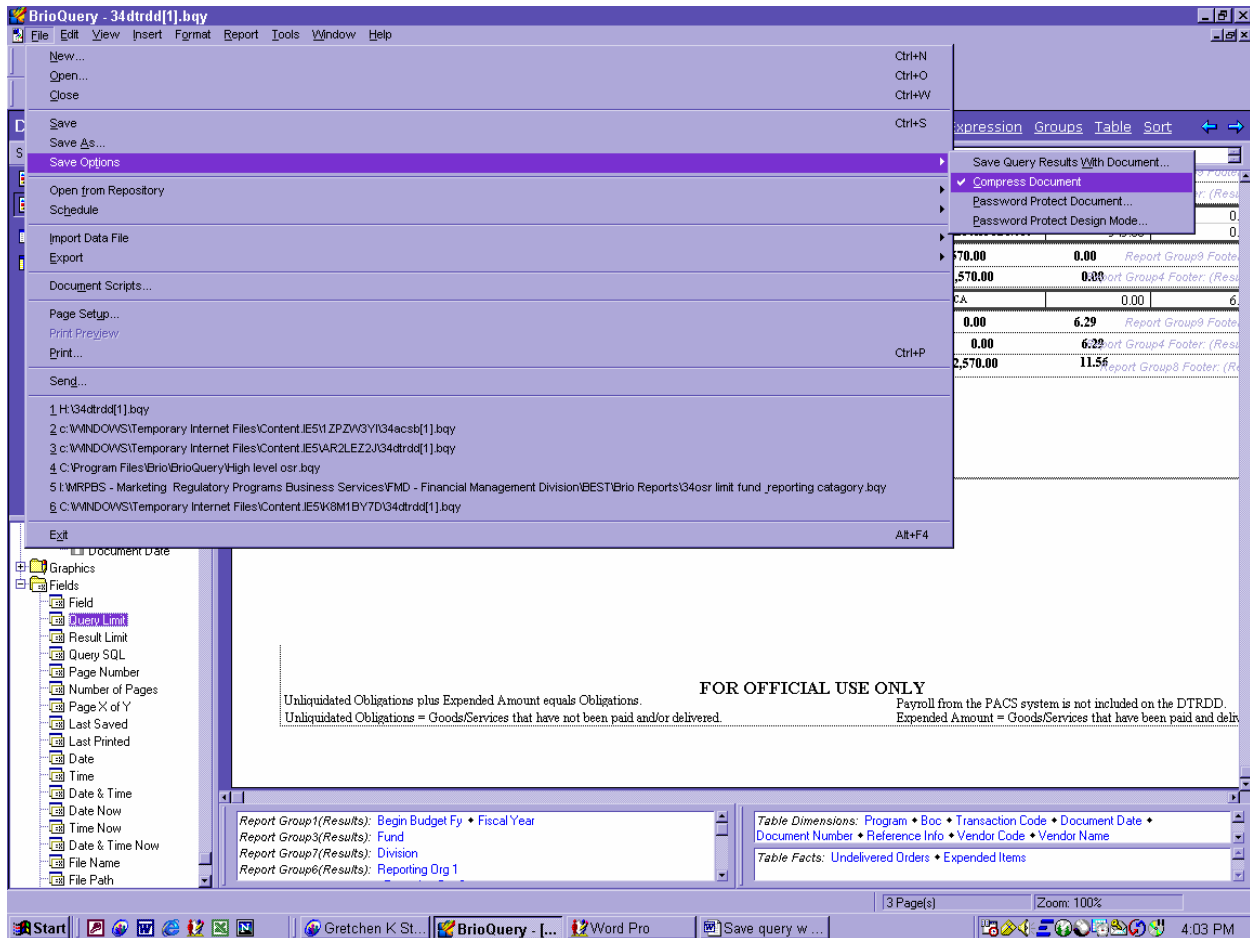 BrioQuery - 34dtrdd[1].bqy
File Edit View Insert Format Report Tools Window Help
New... Ctrl+N
Open... Ctrl+O
Close Ctrl+W
Save Ctrl+S
Save As...
Save Options
Open from Repository
Schedule
Import Data File
Export
Document Scripts...
Page Setup...
Print Preview
Print... Ctrl+P
Send...
1 H:\34dtrdd[1].bqy
2 c:\WINDOWS\Temporary Internet Files\Content.IE5\1ZPZW3YI\34acsb[1].bqy
3 c:\WINDOWS\Temporary Internet Files\Content.IE5\AR2LEZ2J\34dtrdd[1].bqy
4 C:\Program Files\Brio\BrioQuery\High level osr.bqy
5 I:\MRPBS - Marketing Regulatory Programs Business Services\FMD - Financial Management Division\BEST\Brio Reports\34osr limit fund _reporting catagory.bqy
6 C:\WINDOWS\Temporary Internet Files\Content.IE5\K8M1BY7D\34dtrdd[1].bqy
Exit Alt+F4
Expression Groups Table Sort
Save Query Results With Document...
Compress Document
Password Protect Document...
Password Protect Design Mode...
570.00 0.00 Report Group9 Foote
,570.00 0.00 ort Group4 Footer: (Resu
CA 0.00 6.
0.00 6.29 Report Group9 Foote
0.00 6.29 ort Group4 Footer: (Resu
2,570.00 11.56 Report Group8 Footer: (Re
Document Date
Graphics
Fields
Field
Query Limit
Result Limit
Query SQL
Page Number
Number of Pages
Page X of Y
Last Saved
Last Printed
Date
Time
Date & Time
Date Now
Time Now
Date & Time Now
File Name
File Path
FOR OFFICIAL USE ONLY
Unliquidated Obligations plus Expended Amount equals Obligations.
Unliquidated Obligations = Goods/Services that have not been paid and/or delivered.
Payroll from the PACS system is not included on the DTRDD.
Expended Amount = Goods/Services that have been paid and deliv
Report Group1(Results): Begin Budget Fy ♦ Fiscal Year
Report Group3(Results): Fund
Report Group7(Results): Division
Report Group6(Results): Reporting Org 1
Table Dimensions: Program ♦ Boc ♦ Transaction Code ♦ Document Date ♦
Document Number ♦ Reference Info ♦ Vendor Code ♦ Vendor Name
Table Facts: Undelivered Orders ♦ Expended Items
3 Page(s) Zoom: 100%
Start Gretchen K St... BrioQuery - [... Word Pro Save query w ... 4:03 PM